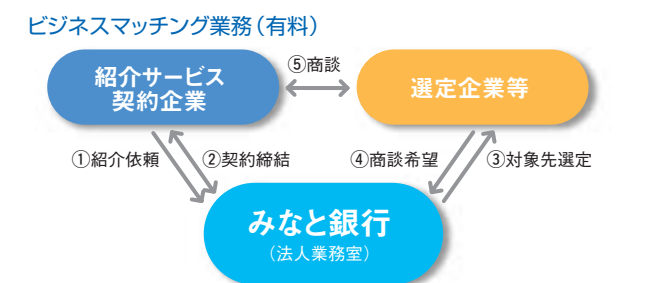 ビジネスマッチング業務(有料)
紹介サービス
契約企業
⑤商談
選定企業等
①紹介依頼
②契約締結
④商談希望
③対象先選定
みなと銀行
(法人業務室)